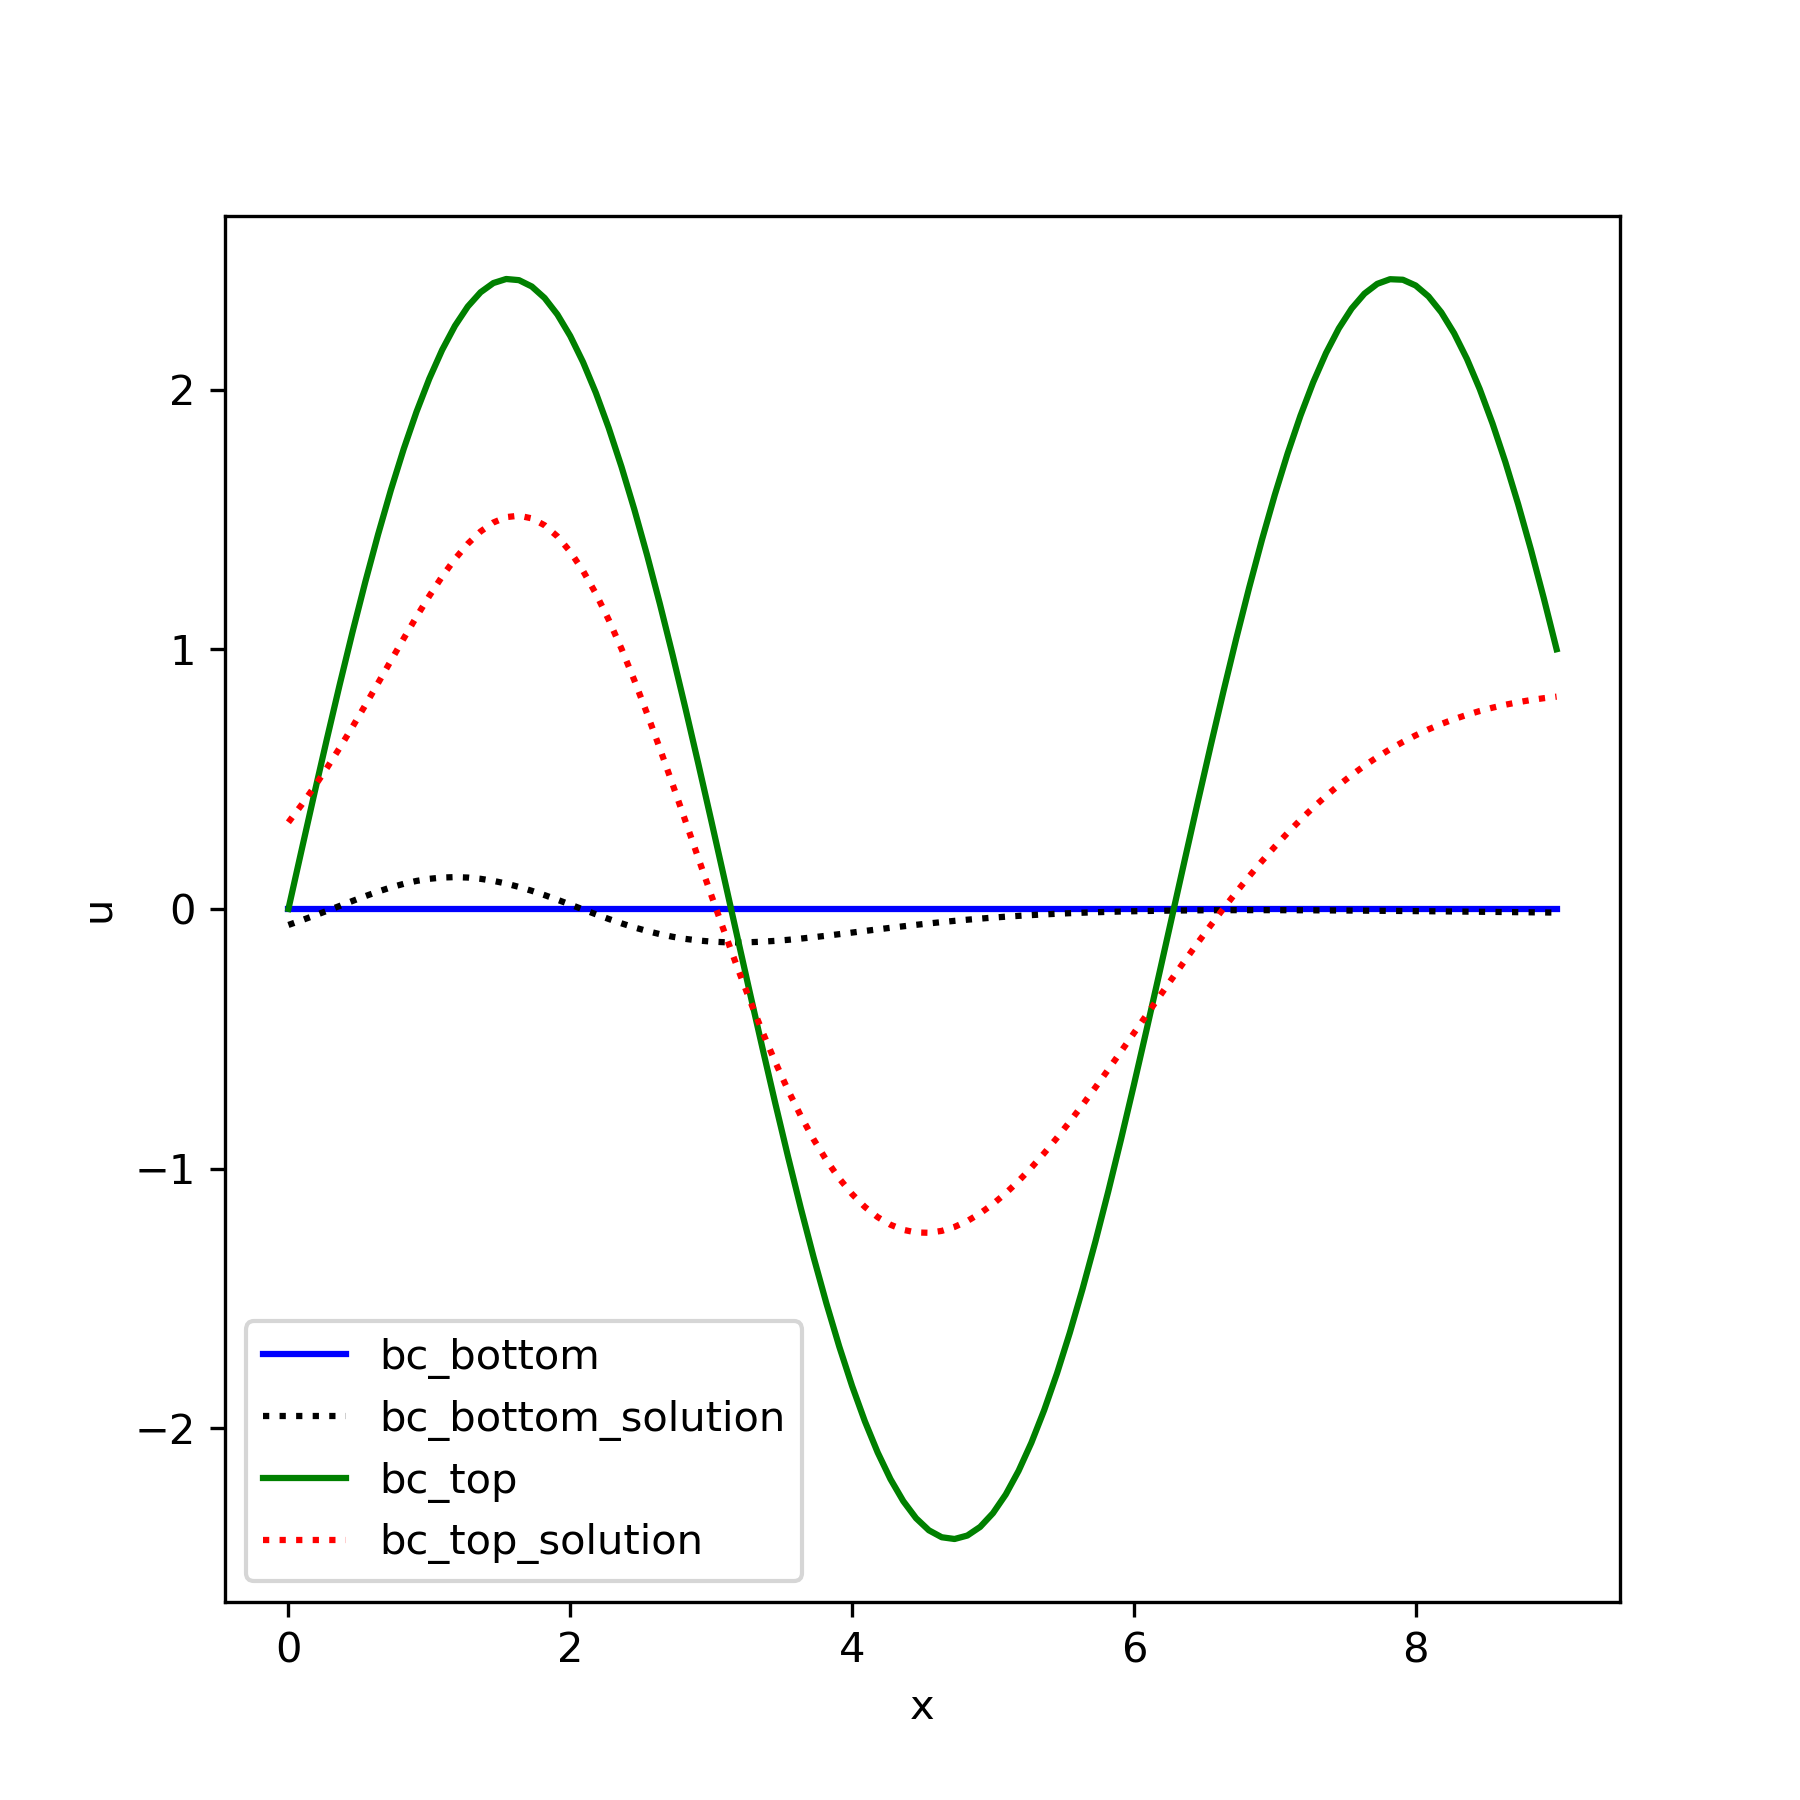 2
1
0
−1
−2
u
bc_bottom
bc_bottom_solution
bc_top
bc_top_solution
0 2 4 6 8
x